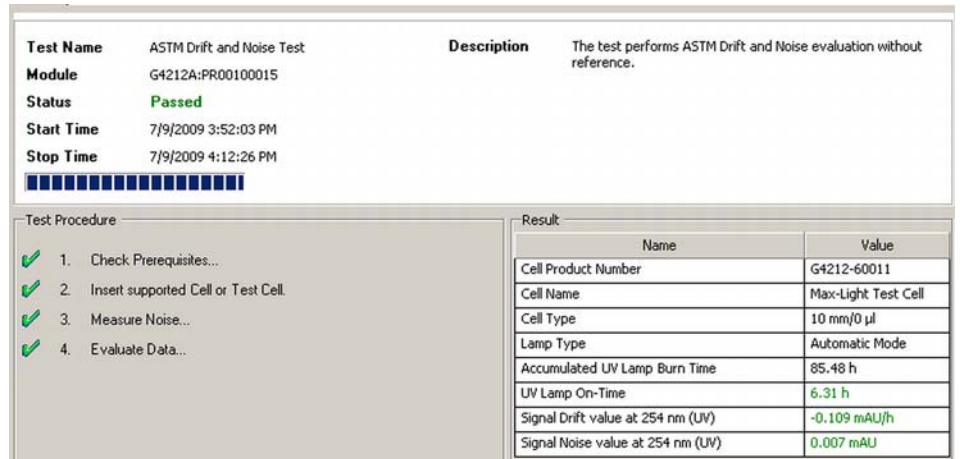 Test Name ASTM Drift and Noise Test Description The test performs ASTM Drift and Noise evaluation without
reference.
Module G4212A:PR00100015
Status Passed
Start Time 7/9/2009 3:52:03 PM
Stop Time 7/9/2009 4:12:26 PM
Test Procedure
1. Check Prerequisites...
2. Insert supported Cell or Test Cell.
3. Measure Noise...
4. Evaluate Data...
Result
Name Value
Cell Product Number G4212-60011
Cell Name Max-Light Test Cell
Cell Type 10 mm/0 µl
Lamp Type Automatic Mode
Accumulated UV Lamp Burn Time 85.48 h
UV Lamp On-Time 6.31 h
Signal Drift value at 254 nm (UV) -0.109 mAU/h
Signal Noise value at 254 nm (UV) 0.007 mAU